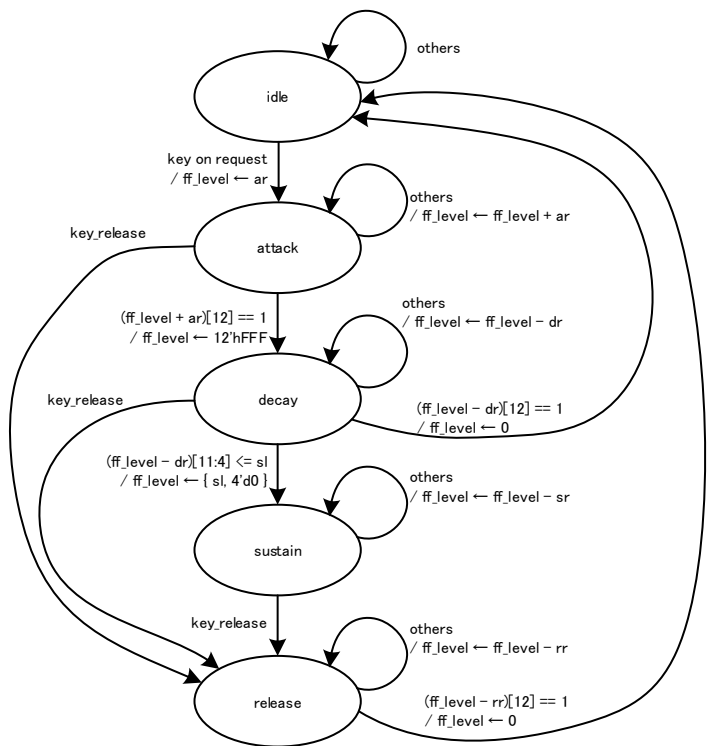 others
idle
key on request
/ ff_level ← ar
others
/ ff_level ← ff_level + ar
key_release
attack
(ff_level + ar)[12] == 1
/ ff_level ← 12'hFFF
others
/ ff_level ← ff_level − dr
key_release
decay
(ff_level − dr)[12] == 1
/ ff_level ← 0
(ff_level − dr)[11:4] <= sl
/ ff_level ← { sl, 4'd0 }
others
/ ff_level ← ff_level − sr
sustain
key_release
others
/ ff_level ← ff_level − rr
release
(ff_level − rr)[12] == 1
/ ff_level ← 0